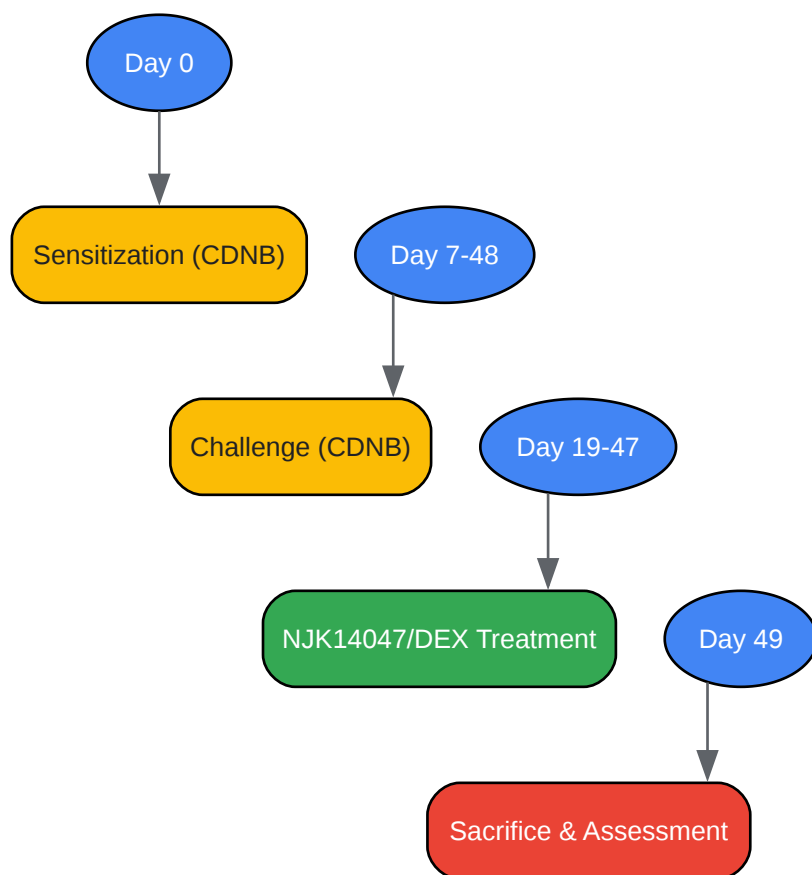 Day 0
Sensitization (CDNB)
Day 7-48
Challenge (CDNB)
Day 19-47
NJK14047/DEX Treatment
Day 49
Sacrifice & Assessment